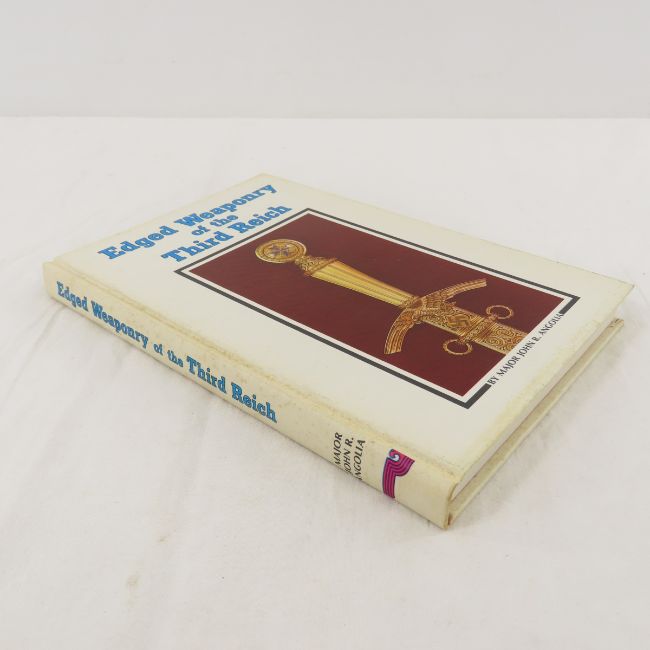 Edged Weaponry
of the
Third Reich
BY MAJOR JOHN R. ANGOLIA
Edged Weaponry of the Third Reich
MAJOR
JOHN R.
ANGOLIA